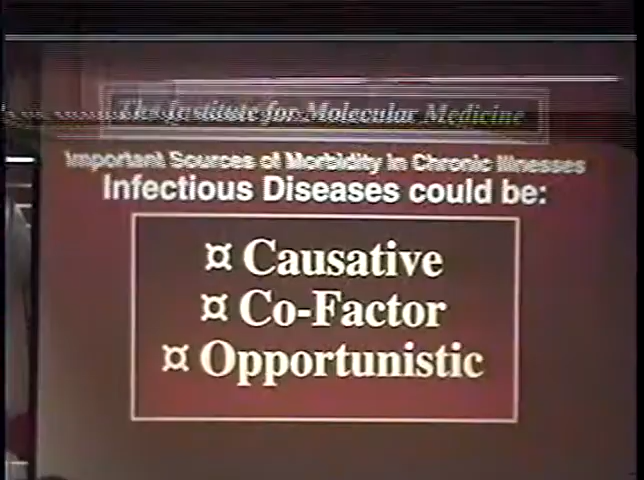 The Institute for Molecular Medicine
Important Sources of Morbidity in Chronic Illnesses
Infectious Diseases could be:
¤ Causative
¤ Co-Factor
¤ Opportunistic